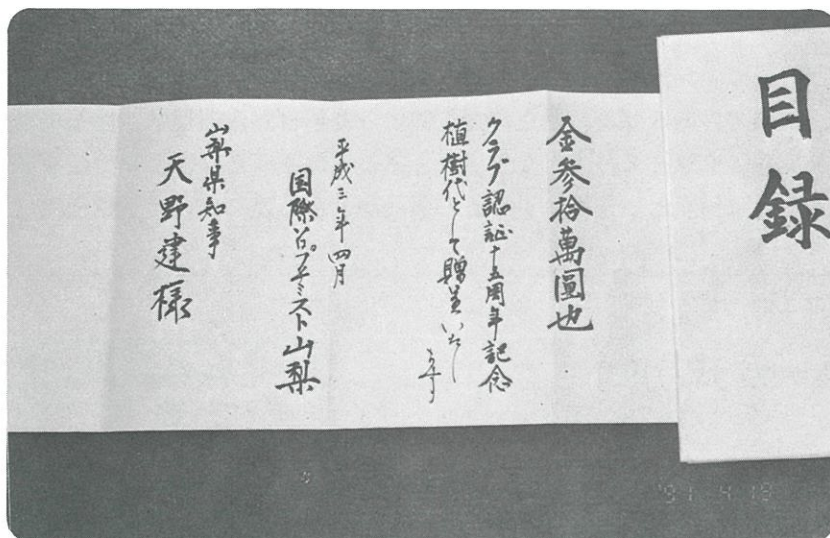 目録
金参拾萬圓也
クラブ認証十五周年記念
植樹代として贈呈いたし
ます
平成三年四月
国際ソロプチミスト山梨
山梨県知事
天野建様
'91 4 18